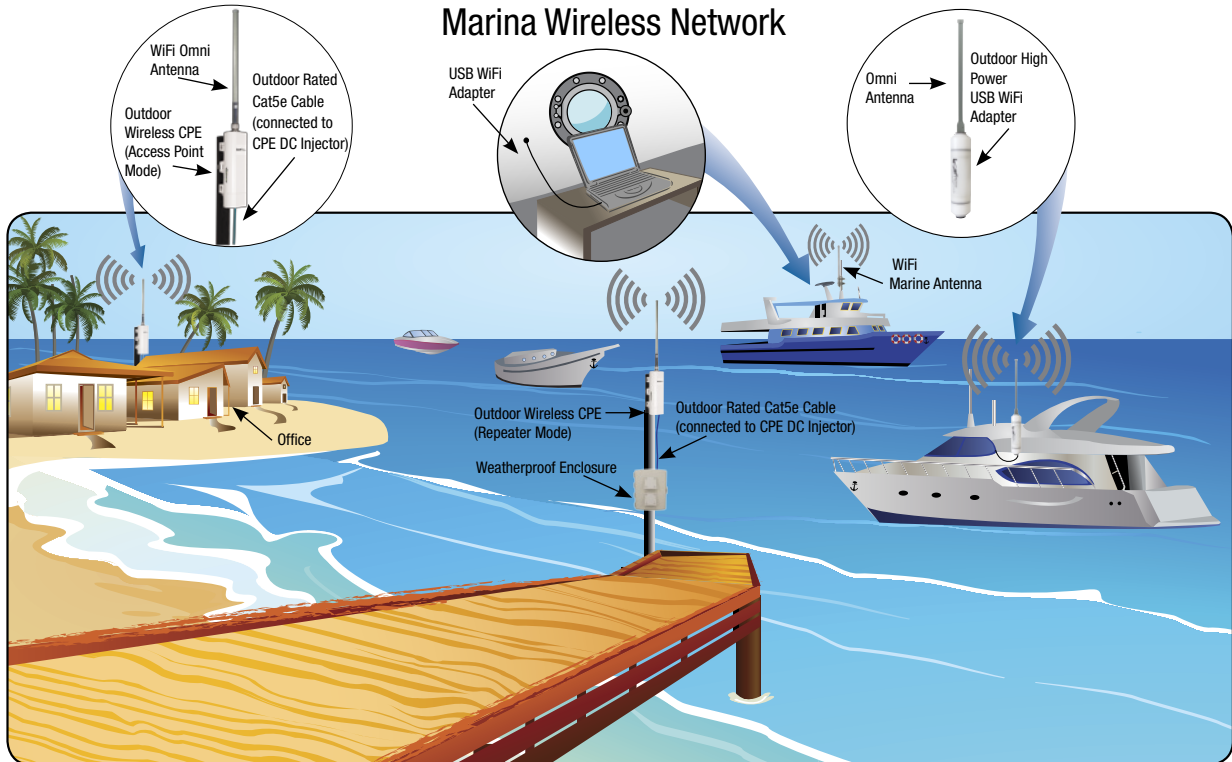 Marina Wireless Network
WiFi Omni
Antenna
Outdoor Rated
Cat5e Cable
(connected to
CPE DC Injector)
Outdoor
Wireless CPE
(Access Point
Mode)
USB WiFi
Adapter
Omni
Antenna
Outdoor High
Power
USB WiFi
Adapter
WiFi
Marine Antenna
Office
Outdoor Wireless CPE
(Repeater Mode)
Outdoor Rated Cat5e Cable
(connected to CPE DC Injector)
Weatherproof Enclosure